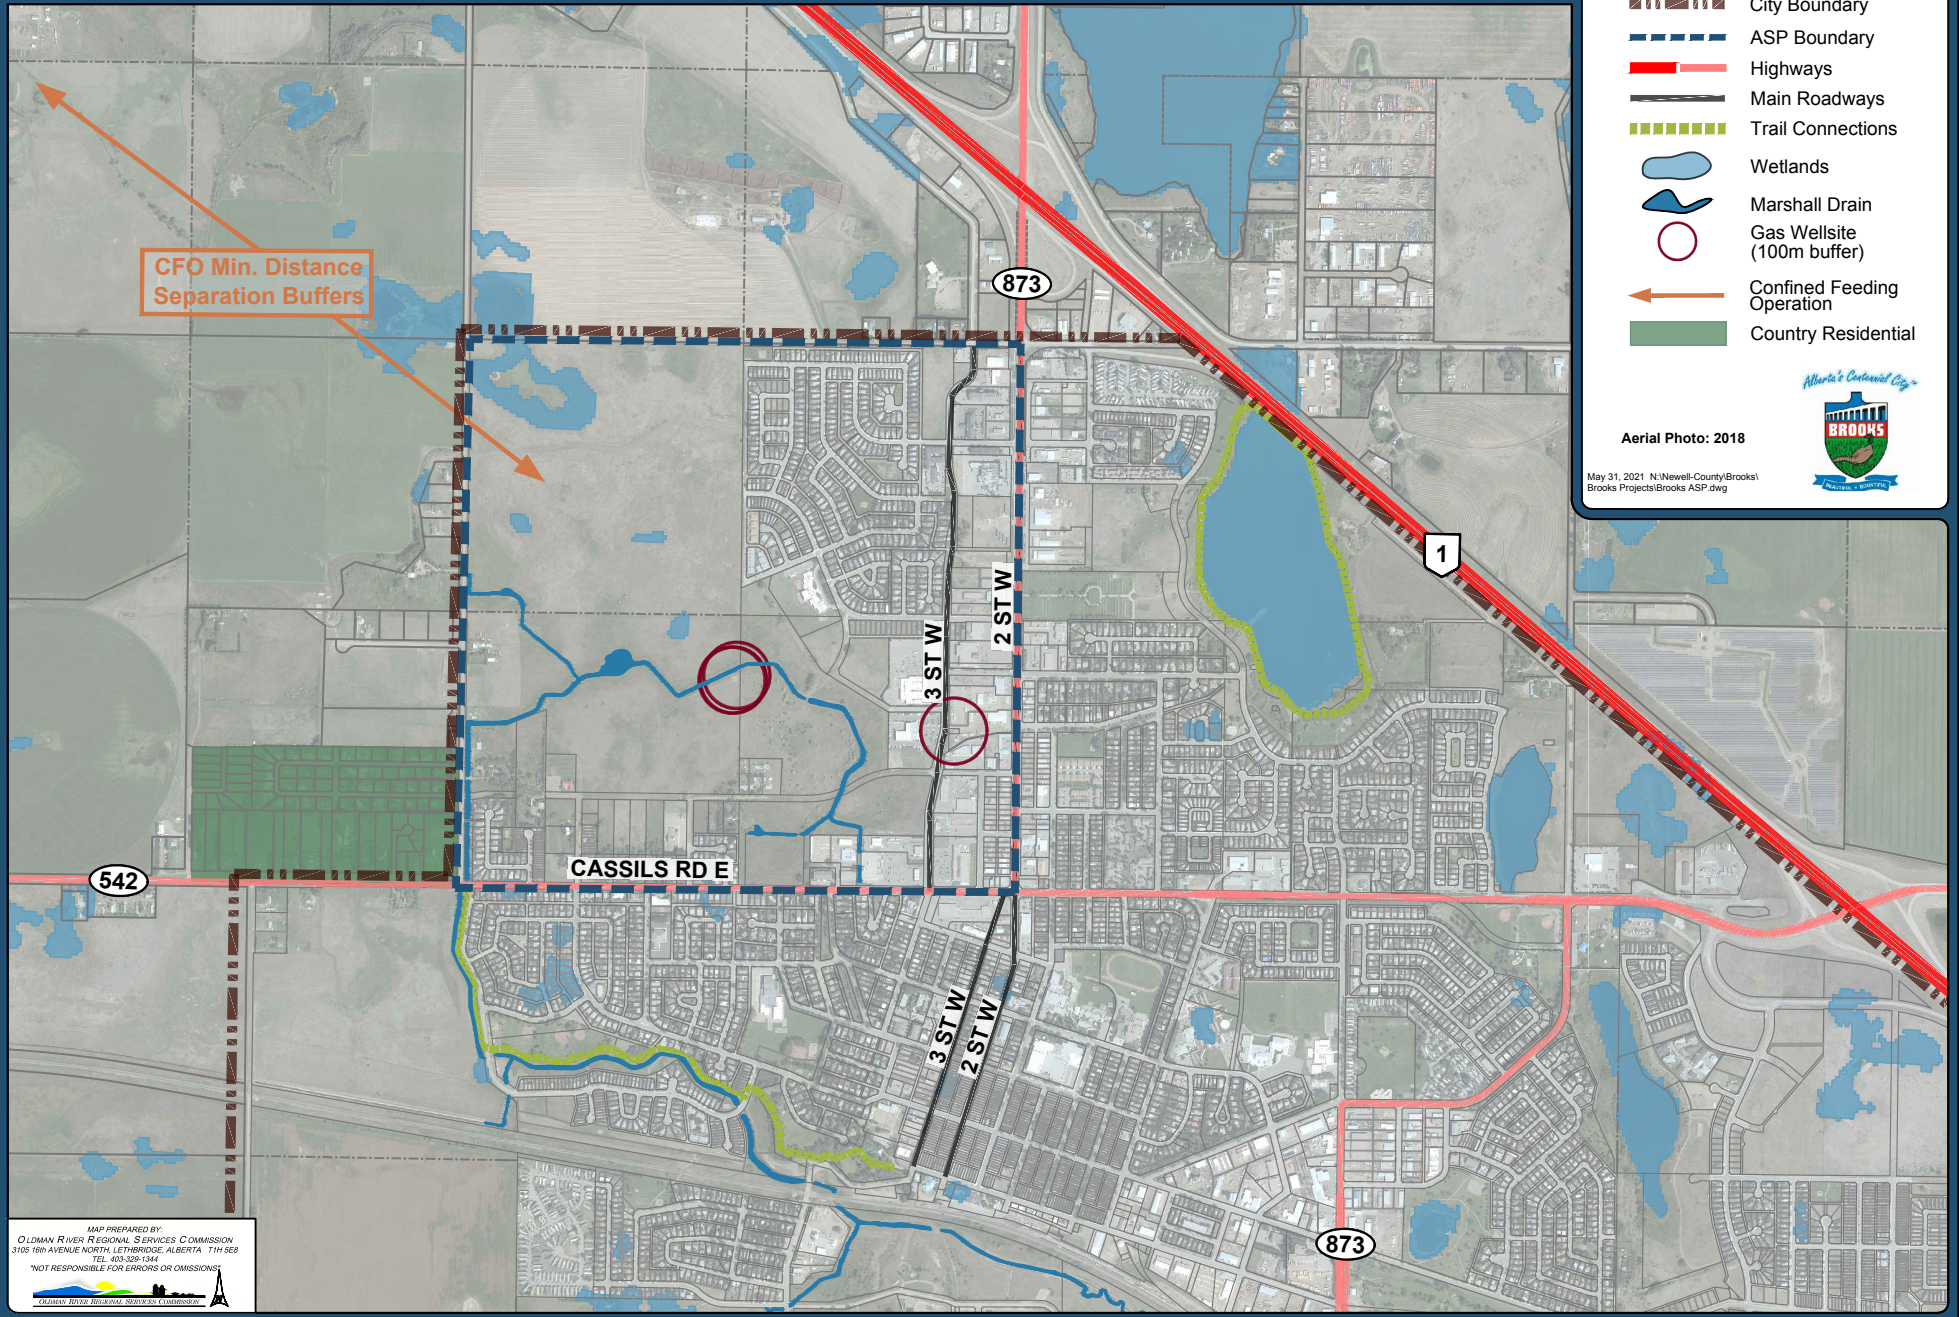 City Boundary
ASP Boundary
Highways
Main Roadways
Trail Connections
Wetlands
Marshall Drain
Gas Wellsite
(100m buffer)
Confined Feeding
Operation
Country Residential
Alberta's Centennial City
BROOKS
BEAUTIFUL • BOUNTIFUL
Aerial Photo: 2018
May 31, 2021 N:\Newell-County\Brooks\
Brooks Projects\Brooks ASP.dwg
CFO Min. Distance
Separation Buffers
873
1
2 ST W
3 ST W
CASSILS RD E
542
3 ST W
2 ST W
873
MAP PREPARED BY:
OLDMAN RIVER REGIONAL SERVICES COMMISSION
3105 16th AVENUE NORTH, LETHBRIDGE, ALBERTA T1H 5E8
TEL. 403-329-1344
"NOT RESPONSIBLE FOR ERRORS OR OMISSIONS"
OLDMAN RIVER REGIONAL SERVICES COMMISSION